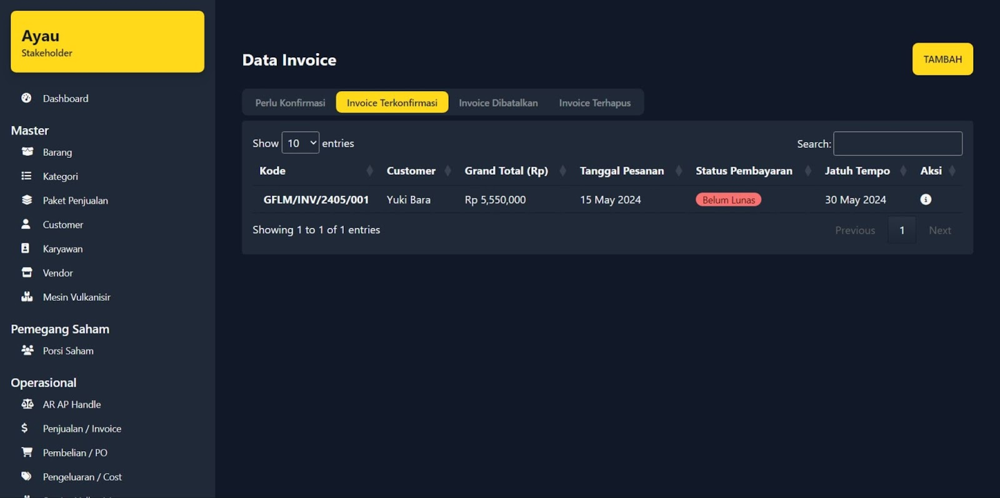 Ayau
Stakeholder
Dashboard
Master
Barang
Kategori
Paket Penjualan
Customer
Karyawan
Vendor
Mesin Vulkanisir
Pemegang Saham
Porsi Saham
Operasional
AR AP Handle
Penjualan / Invoice
Pembelian / PO
Pengeluaran / Cost
Data Invoice
TAMBAH
Perlu Konfirmasi Invoice Terkonfirmasi Invoice Dibatalkan Invoice Terhapus
Show 10 entries Search:
Kode Customer Grand Total (Rp) Tanggal Pesanan Status Pembayaran Jatuh Tempo Aksi
GFLM/INV/2405/001 Yuki Bara Rp 5,550,000 15 May 2024 Belum Lunas 30 May 2024
Showing 1 to 1 of 1 entries Previous 1 Next